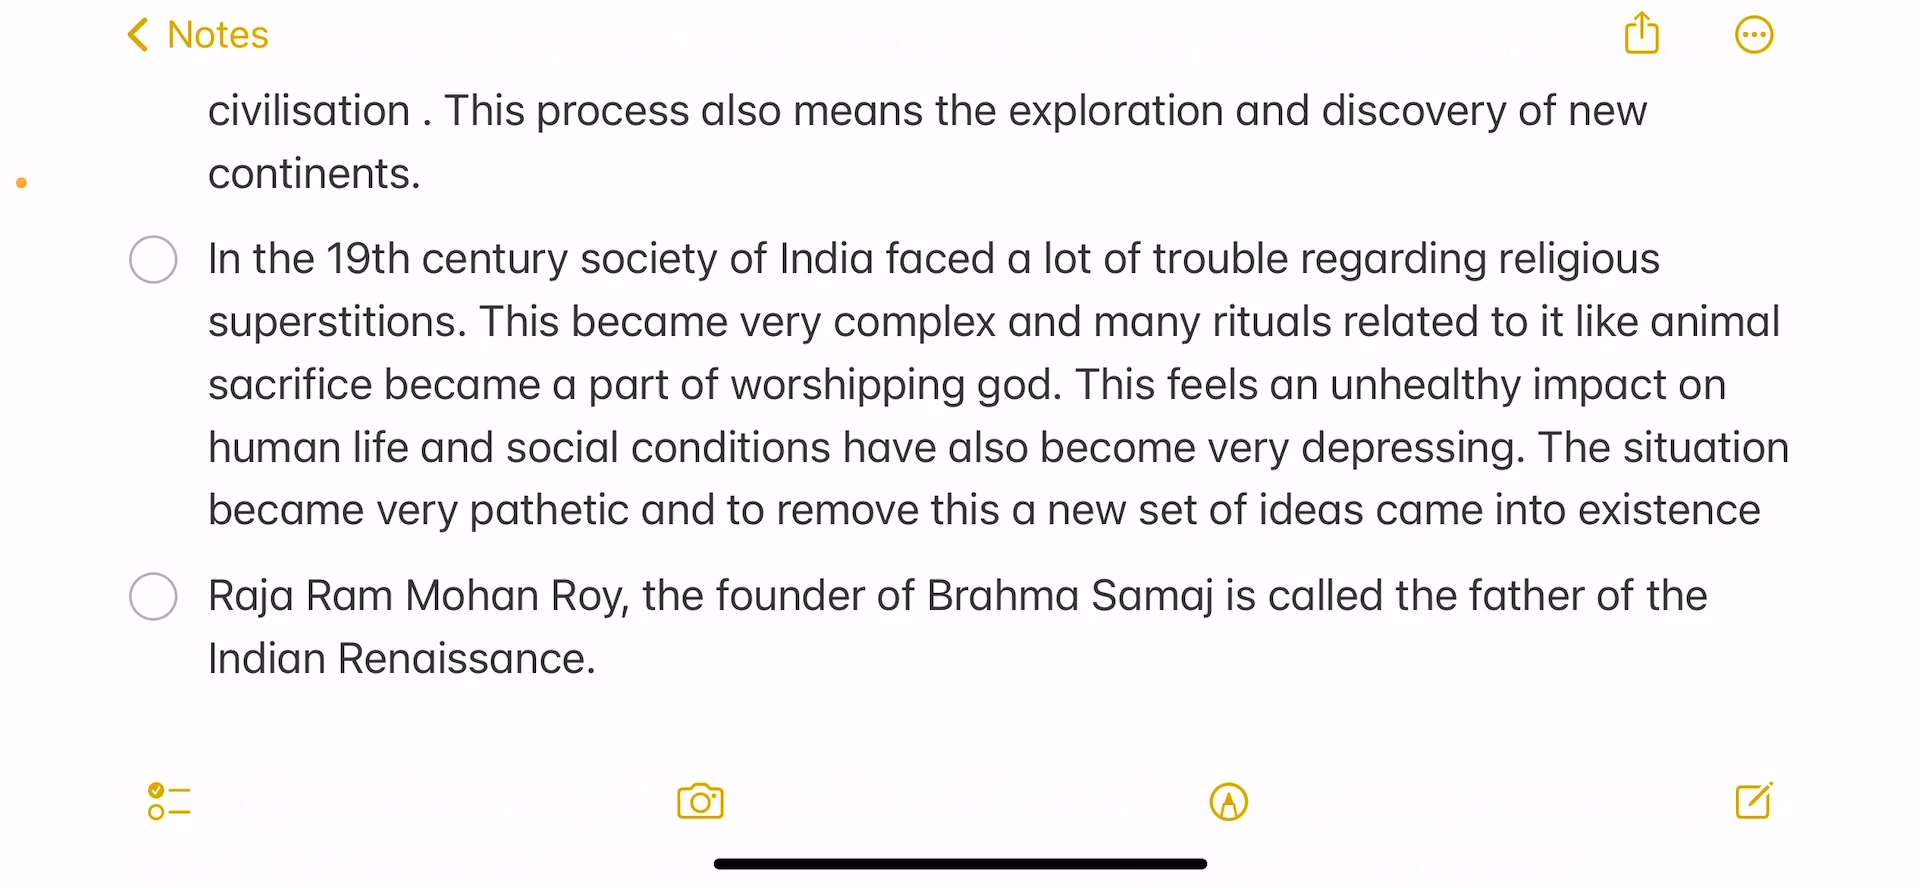 Notes
civilisation . This process also means the exploration and discovery of new
continents.
In the 19th century society of India faced a lot of trouble regarding religious
superstitions. This became very complex and many rituals related to it like animal
sacrifice became a part of worshipping god. This feels an unhealthy impact on
human life and social conditions have also become very depressing. The situation
became very pathetic and to remove this a new set of ideas came into existence
Raja Ram Mohan Roy, the founder of Brahma Samaj is called the father of the
Indian Renaissance.